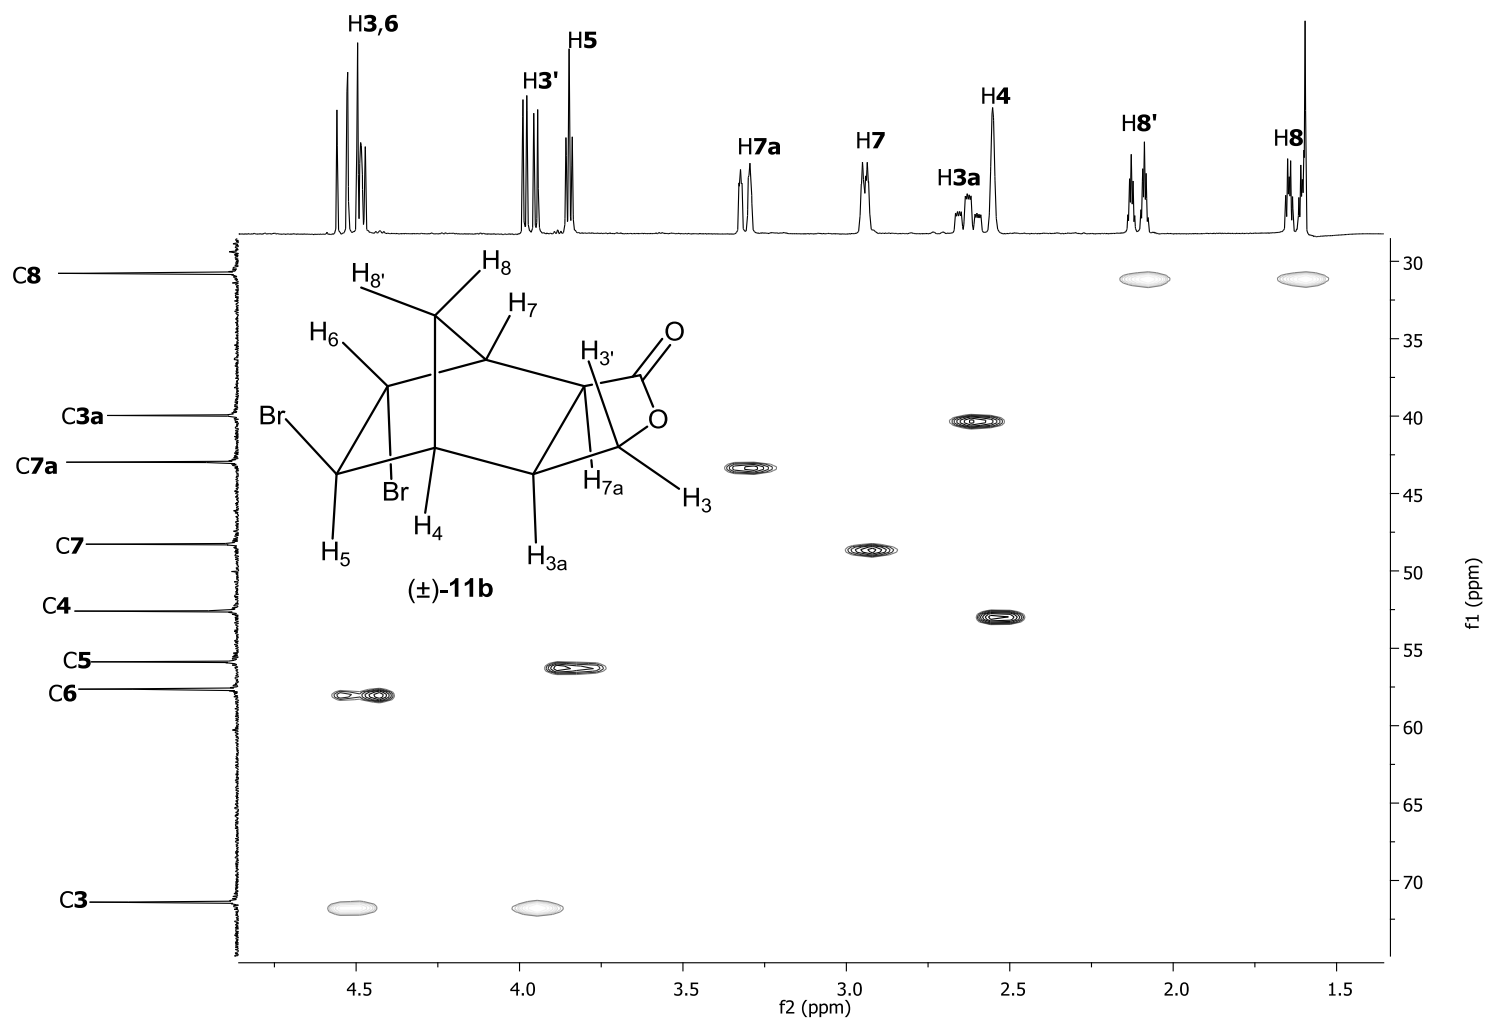 H3,6
H3'
H5
H7a
H7
H3a
H4
H8'
H8
C8
C3a
C7a
C7
C4
C5
C6
C3
H8'
H8
H7
H6
H3'
O
O
Br
Br
H7a
H3
H4
H5
H3a
(±)-11b
30
35
40
45
50
55
60
65
70
f1 (ppm)
4.5
4.0
3.5
3.0
2.5
2.0
1.5
f2 (ppm)